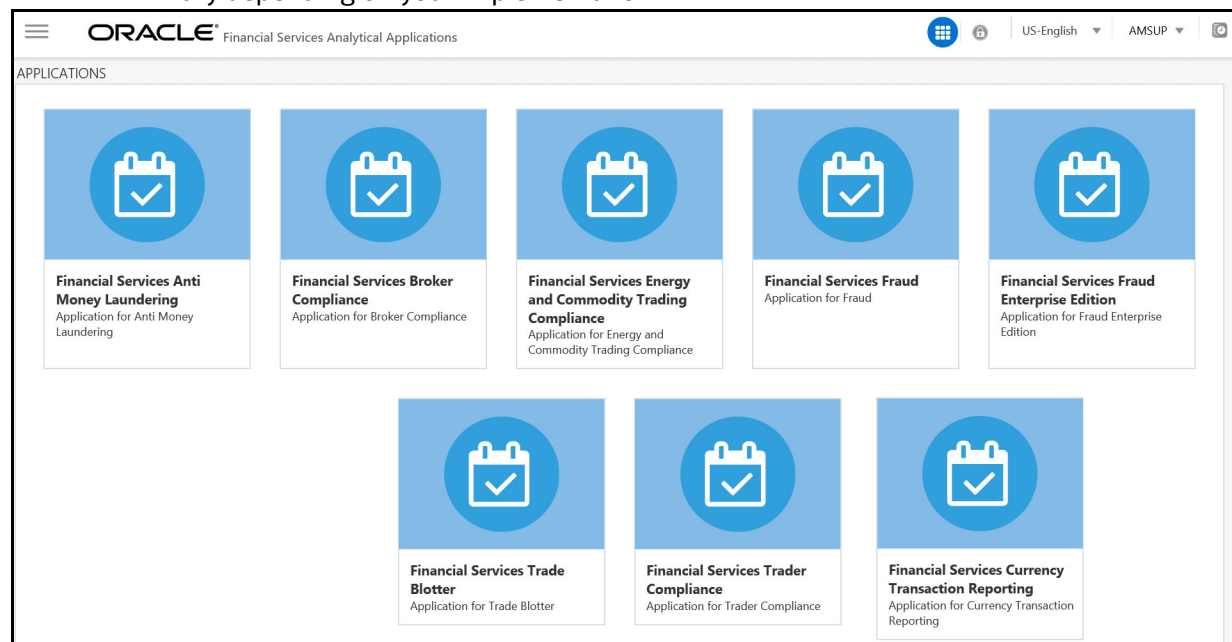 ORACLE® Financial Services Analytical Applications
US-English
AMSUP
APPLICATIONS
Financial Services Anti
Money Laundering
Application for Anti Money
Laundering
Financial Services Broker
Compliance
Application for Broker Compliance
Financial Services Energy
and Commodity Trading
Compliance
Application for Energy and
Commodity Trading Compliance
Financial Services Fraud
Application for Fraud
Financial Services Fraud
Enterprise Edition
Application for Fraud Enterprise
Edition
Financial Services Trade
Blotter
Application for Trade Blotter
Financial Services Trader
Compliance
Application for Trader Compliance
Financial Services Currency
Transaction Reporting
Application for Currency Transaction
Reporting